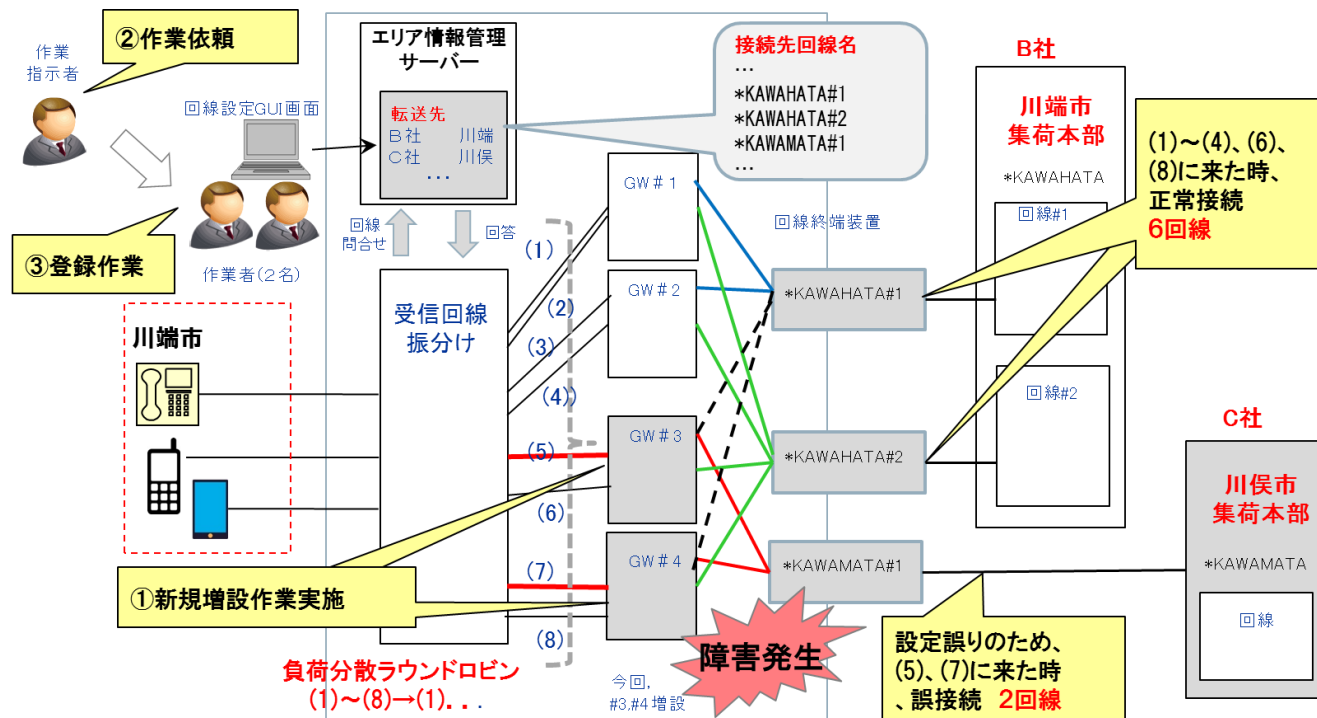 ②作業依頼
作業
指示者
回線設定GUI画面
③登録作業
作業者(2名)
エリア情報管理
サーバー
転送先
B社 川端
C社 川俣
...
接続先回線名
...
*KAWAHATA#1
*KAWAHATA#2
*KAWAMATA#1
...
回線
問合せ
回答
川端市
受信回線
振分け
(1)
(2)
(3)
(4))
(5)
(6)
(7)
(8)
GW#1
GW#2
GW#3
GW#4
回線終端装置
*KAWAHATA#1
*KAWAHATA#2
*KAWAMATA#1
B社
川端市
集荷本部
*KAWAHATA
回線#1
回線#2
(1)~(4)、(6)、
(8)に来た時、
正常接続
6回線
C社
川俣市
集荷本部
*KAWAMATA
回線
①新規増設作業実施
負荷分散ラウンドロビン
(1)~(8)→(1)...
今回,
#3,#4増設
障害発生
設定誤りのため、
(5)、(7)に来た時
、誤接続 2回線